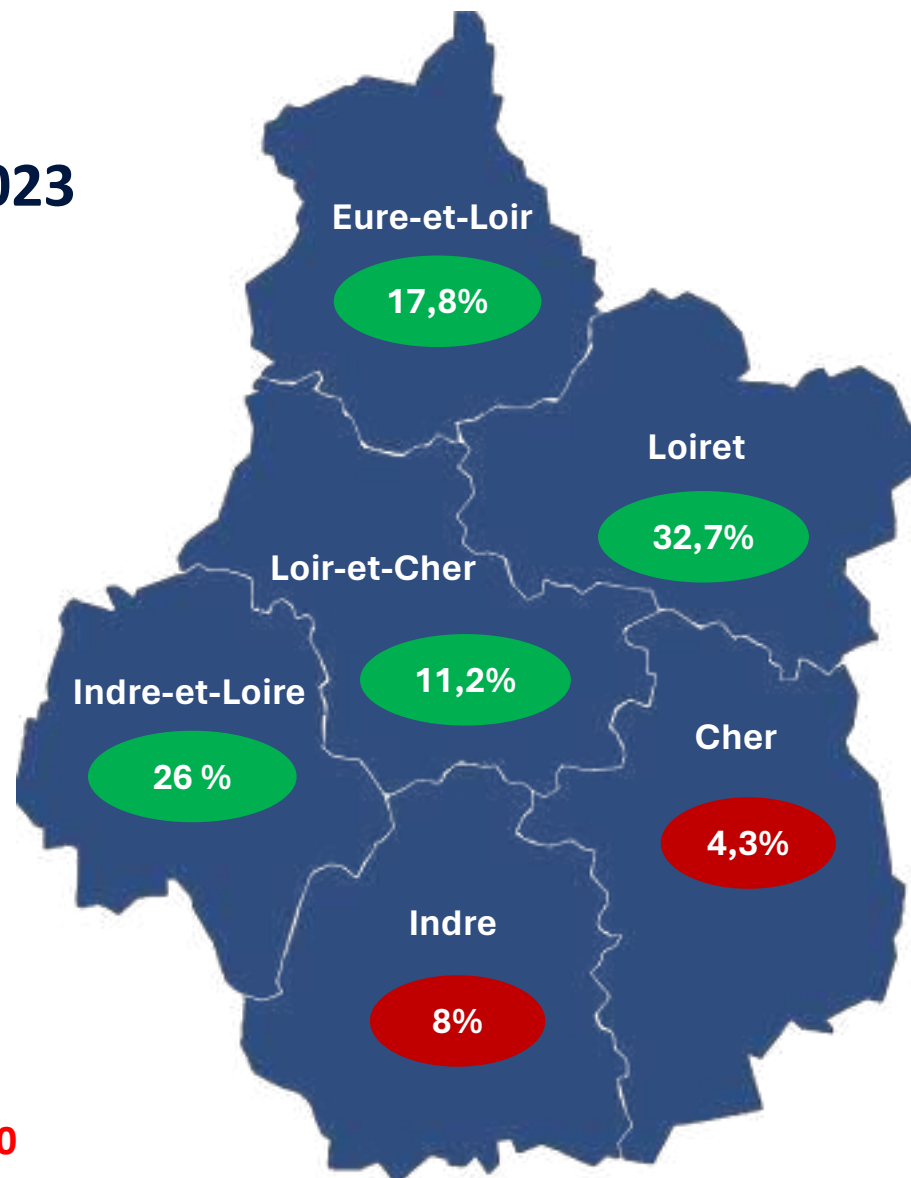 023
Eure-et-Loir
17,8%
Loiret
32,7%
Loir-et-Cher
11,2%
Indre-et-Loire
26 %
Cher
4,3%
Indre
8%
0